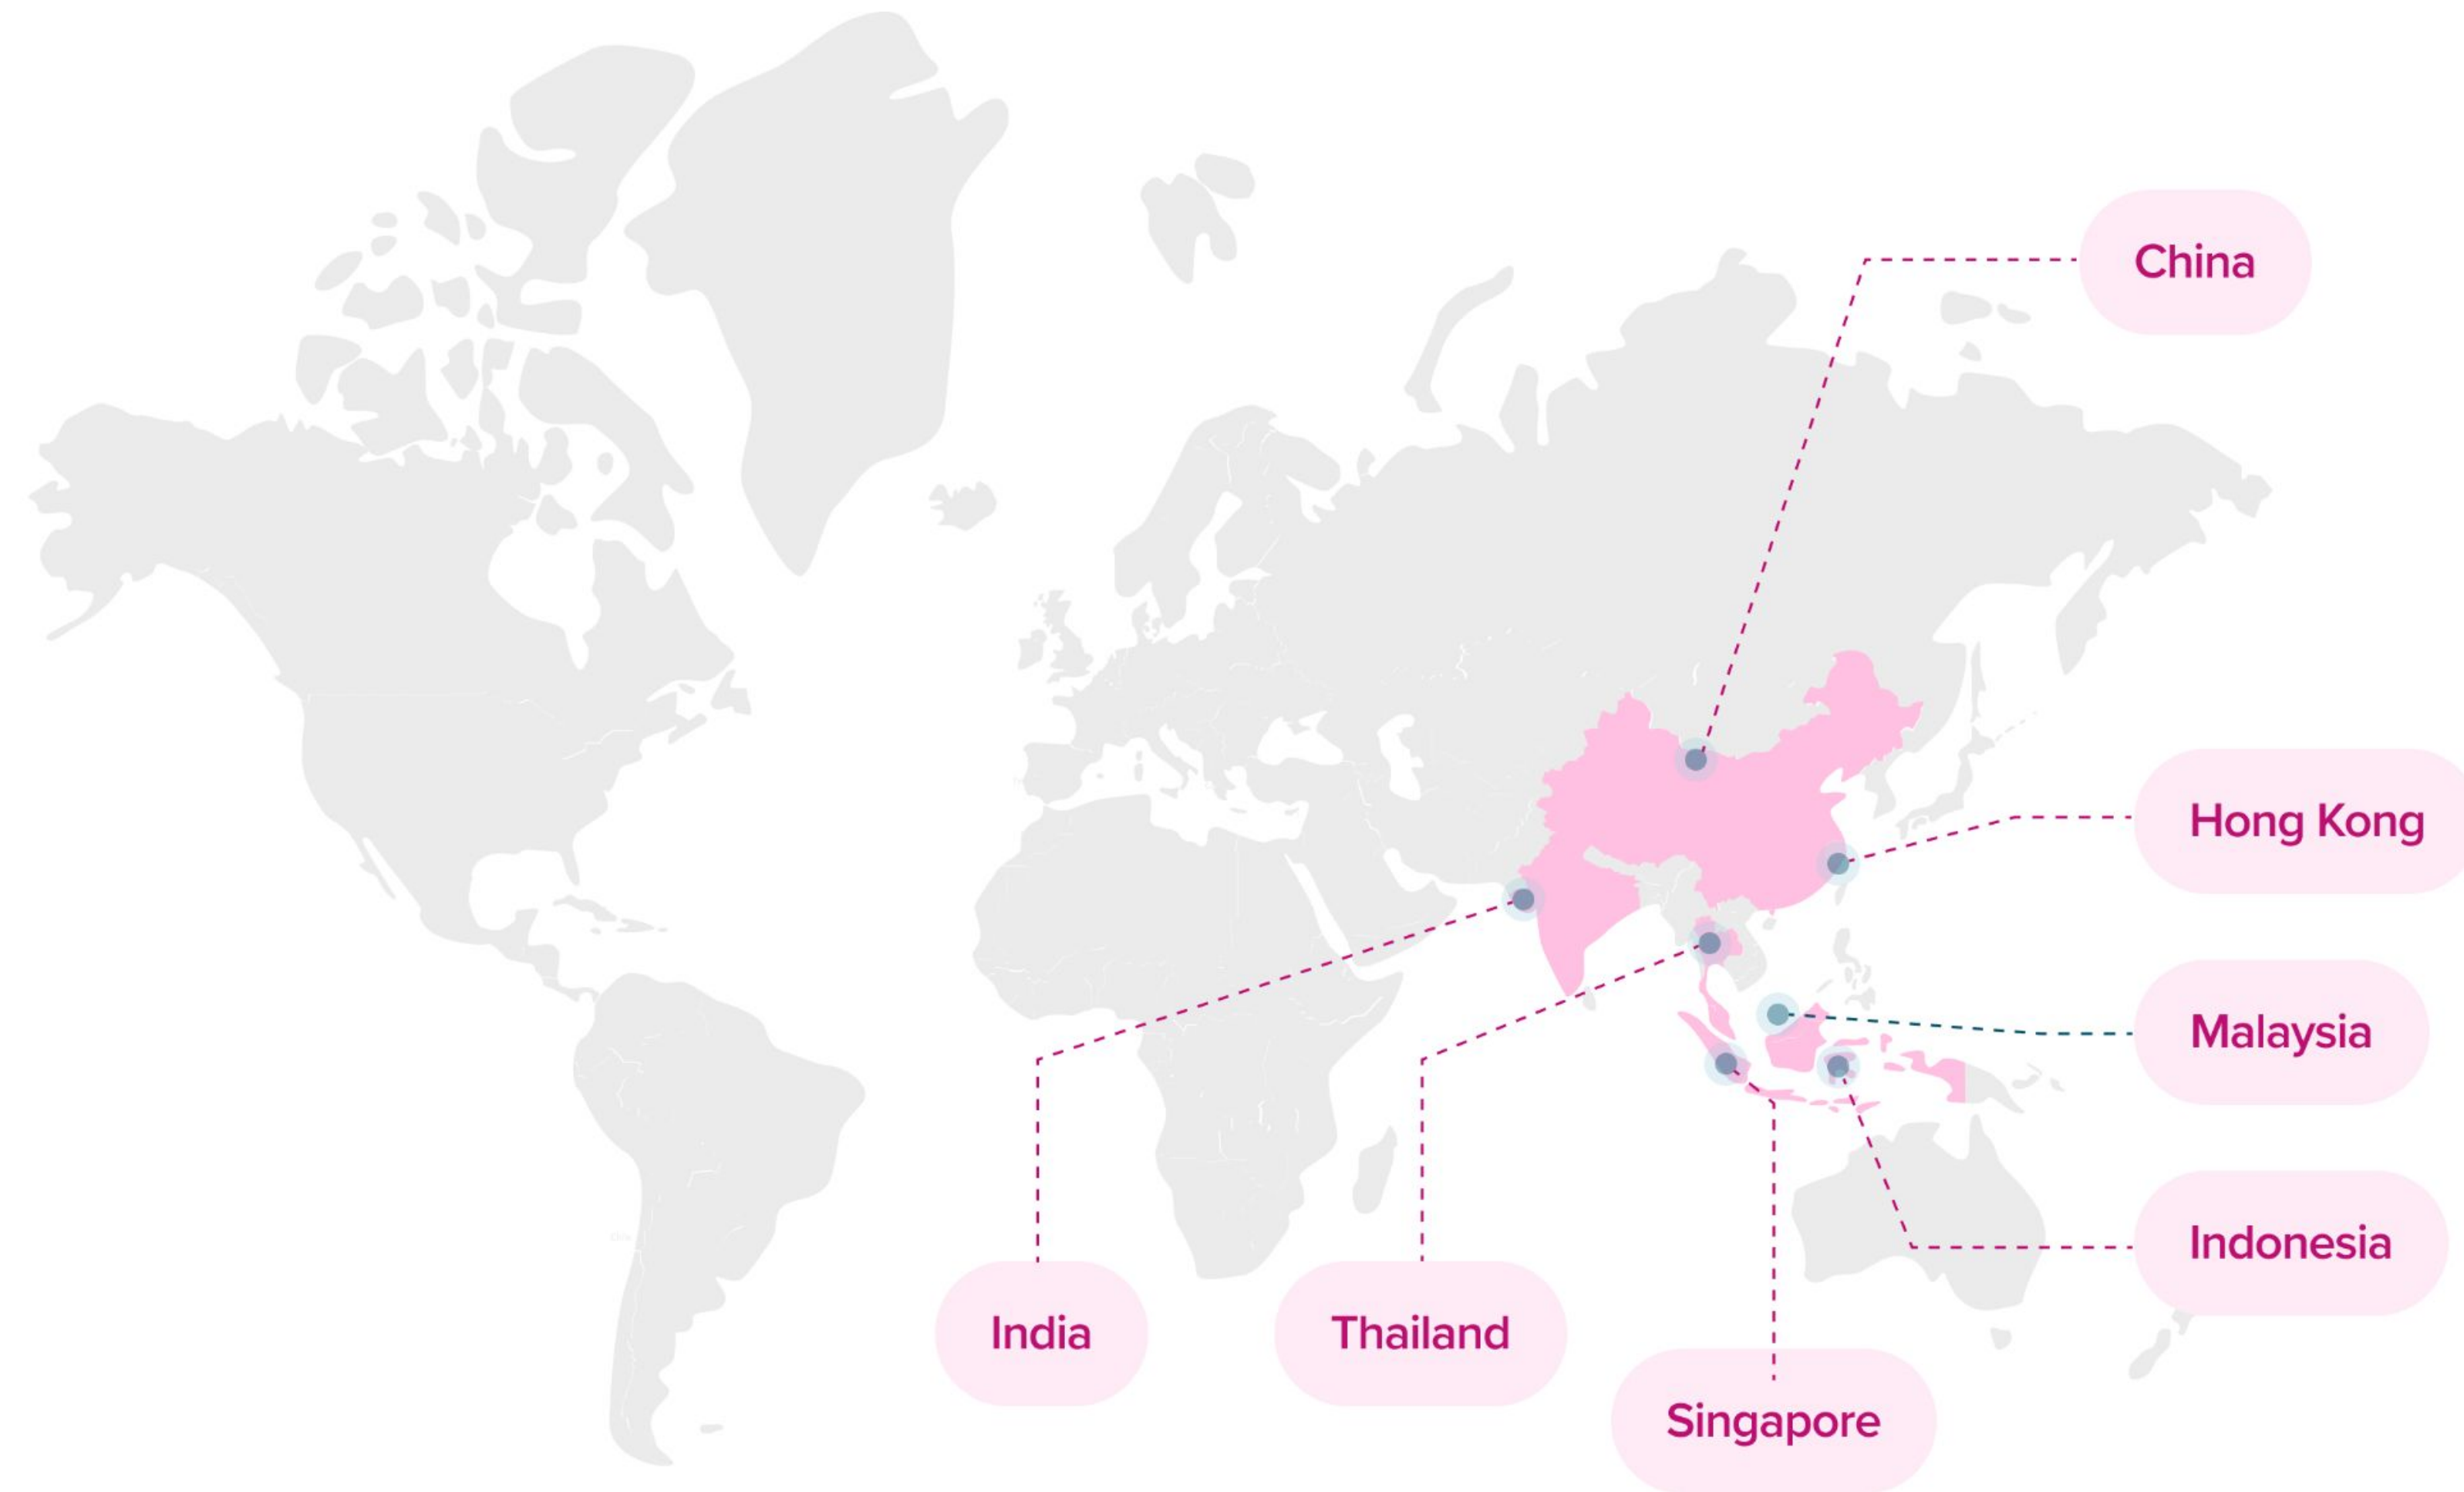 China
Hong Kong
Malaysia
Indonesia
India
Thailand
Singapore